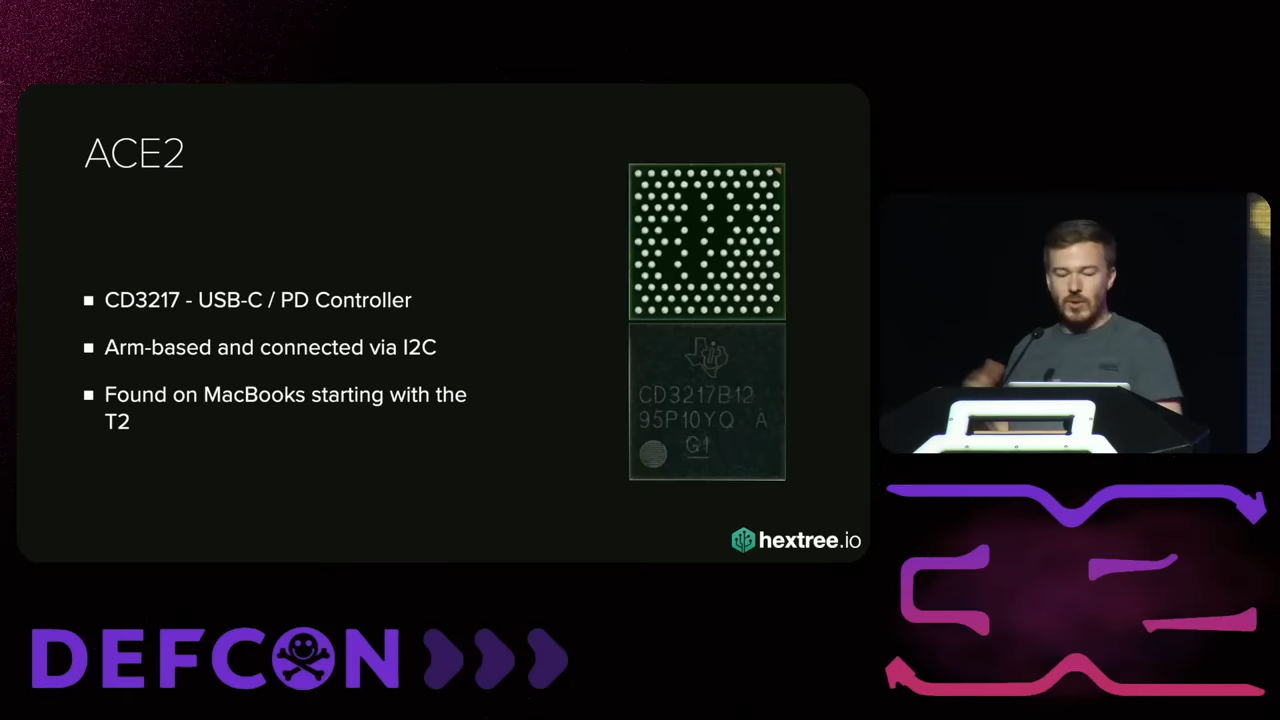 ACE2
CD3217 - USB-C / PD Controller
Arm-based and connected via I2C
Found on MacBooks starting with the
T2
CD3217B12
95P10YQ A
G1
hextree.io
DEFCON